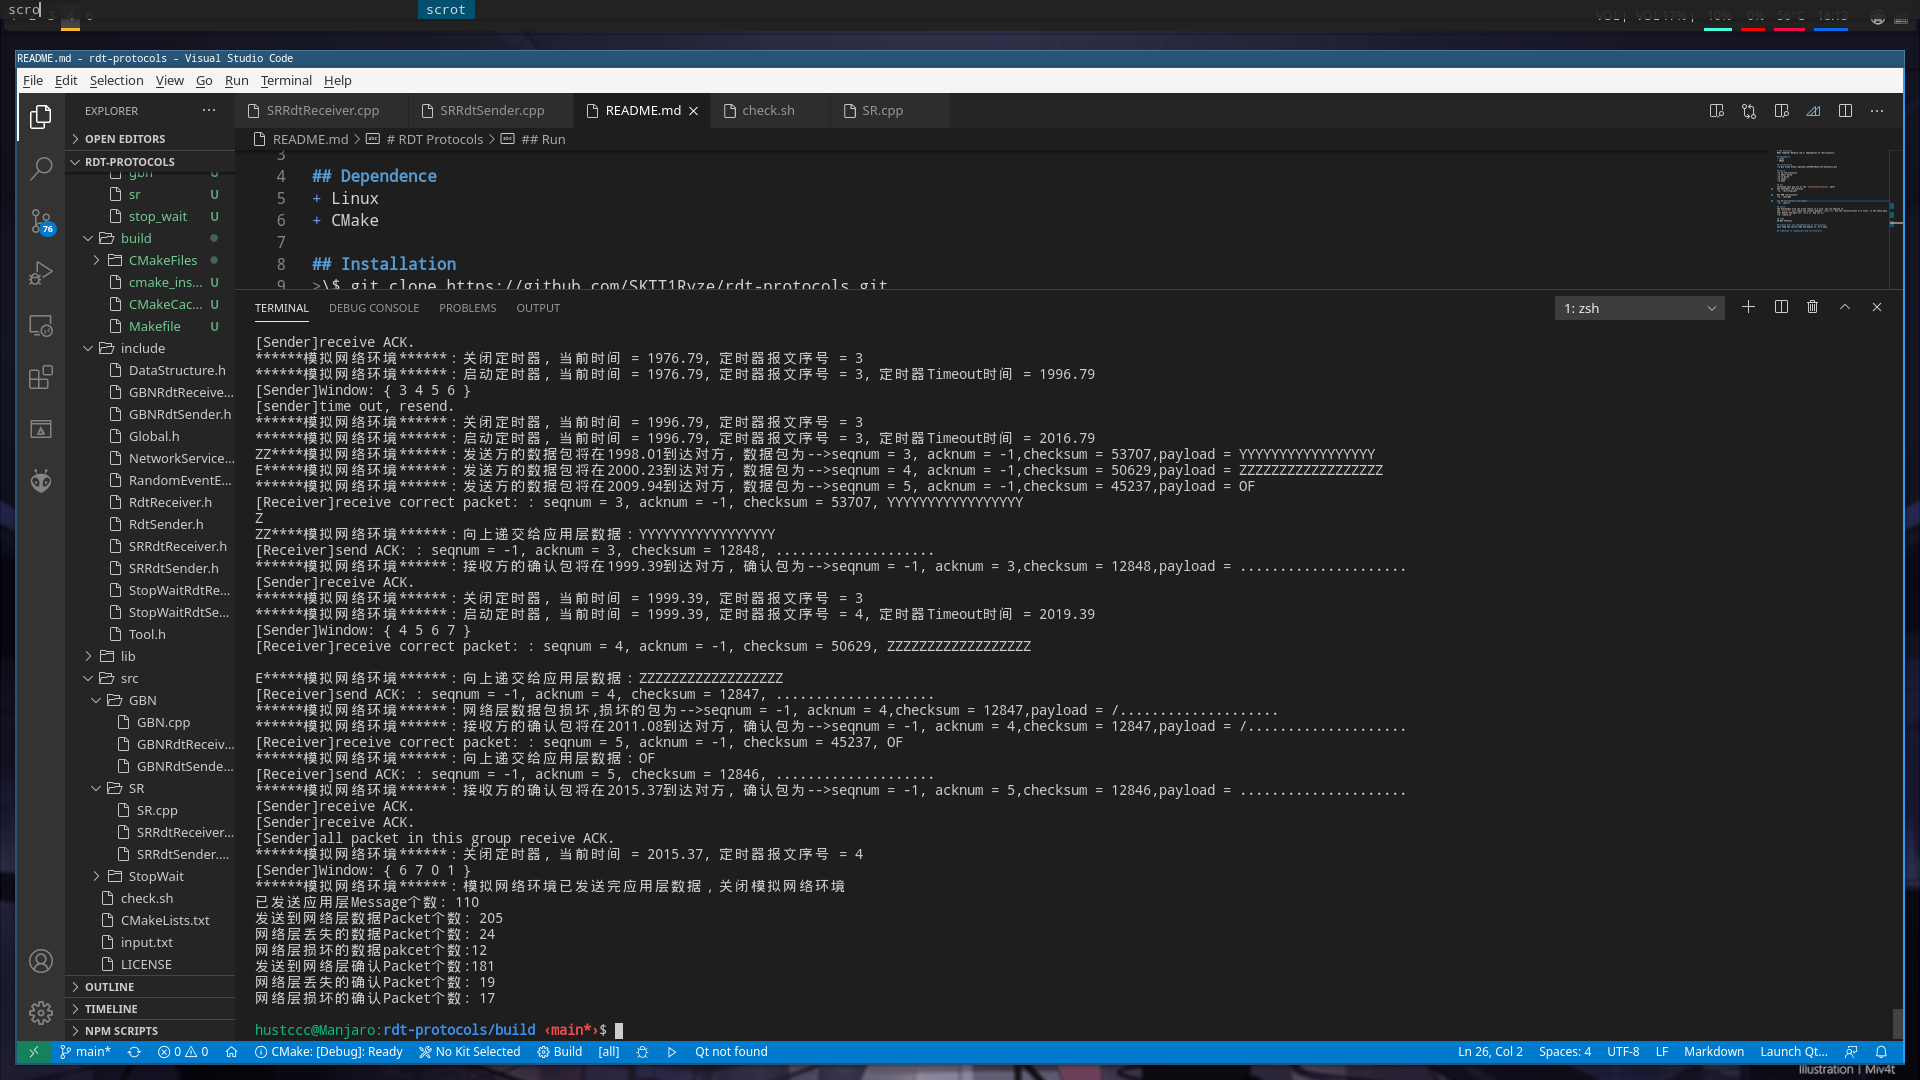 scro
scrot
VOL | VOL 17% | 10% 0% 56°C 18:13
README.md - rdt-protocols - Visual Studio Code
File Edit Selection View Go Run Terminal Help
EXPLORER
SRRdtReceiver.cpp
SRRdtSender.cpp
README.md
check.sh
SR.cpp
OPEN EDITORS
README.md > # RDT Protocols > ## Run
RDT-PROTOCOLS
gbn U
sr U
stop_wait U
build
CMakeFiles
cmake_ins... U
CMakeCac... U
Makefile U
include
DataStructure.h
GBNRdtReceive...
GBNRdtSender.h
Global.h
NetworkService...
RandomEventE...
RdtReceiver.h
RdtSender.h
SRRdtReceiver.h
SRRdtSender.h
StopWaitRdtRe...
StopWaitRdtSe...
Tool.h
lib
src
GBN
GBN.cpp
GBNRdtReceiv...
GBNRdtSende...
SR
SR.cpp
SRRdtReceiver...
SRRdtSender....
StopWait
check.sh
CMakeLists.txt
input.txt
LICENSE
OUTLINE
TIMELINE
NPM SCRIPTS
76
3
4 ## Dependence
5 + Linux
6 + CMake
7
8 ## Installation
9 >\$ git clone https://github.com/SKTT1Ryze/rdt-protocols.git
TERMINAL DEBUG CONSOLE PROBLEMS OUTPUT
1: zsh
[Sender]receive ACK.
******模拟网络环境******：关闭定时器, 当前时间 = 1976.79, 定时器报文序号 = 3
******模拟网络环境******：启动定时器, 当前时间 = 1976.79, 定时器报文序号 = 3, 定时器Timeout时间 = 1996.79
[Sender]Window: { 3 4 5 6 }
[sender]time out, resend.
******模拟网络环境******：关闭定时器, 当前时间 = 1996.79, 定时器报文序号 = 3
******模拟网络环境******：启动定时器, 当前时间 = 1996.79, 定时器报文序号 = 3, 定时器Timeout时间 = 2016.79
ZZ****模拟网络环境******：发送方的数据包将在1998.01到达对方, 数据包为-->seqnum = 3, acknum = -1,checksum = 53707,payload = YYYYYYYYYYYYYYYYY
E*****模拟网络环境******：发送方的数据包将在2000.23到达对方, 数据包为-->seqnum = 4, acknum = -1,checksum = 50629,payload = ZZZZZZZZZZZZZZZZZZ
******模拟网络环境******：发送方的数据包将在2009.94到达对方, 数据包为-->seqnum = 5, acknum = -1,checksum = 45237,payload = OF
[Receiver]receive correct packet: : seqnum = 3, acknum = -1, checksum = 53707, YYYYYYYYYYYYYYYYY
Z
ZZ****模拟网络环境******：向上递交给应用层数据：YYYYYYYYYYYYYYYYY
[Receiver]send ACK: : seqnum = -1, acknum = 3, checksum = 12848, ....................
******模拟网络环境******：接收方的确认包将在1999.39到达对方, 确认包为-->seqnum = -1, acknum = 3,checksum = 12848,payload = .....................
[Sender]receive ACK.
******模拟网络环境******：关闭定时器, 当前时间 = 1999.39, 定时器报文序号 = 3
******模拟网络环境******：启动定时器, 当前时间 = 1999.39, 定时器报文序号 = 4, 定时器Timeout时间 = 2019.39
[Sender]Window: { 4 5 6 7 }
[Receiver]receive correct packet: : seqnum = 4, acknum = -1, checksum = 50629, ZZZZZZZZZZZZZZZZZZ
E*****模拟网络环境******：向上递交给应用层数据：ZZZZZZZZZZZZZZZZZZ
[Receiver]send ACK: : seqnum = -1, acknum = 4, checksum = 12847, ....................
******模拟网络环境******：网络层数据包损坏,损坏的包为-->seqnum = -1, acknum = 4,checksum = 12847,payload = /....................
******模拟网络环境******：接收方的确认包将在2011.08到达对方, 确认包为-->seqnum = -1, acknum = 4,checksum = 12847,payload = /....................
[Receiver]receive correct packet: : seqnum = 5, acknum = -1, checksum = 45237, OF
******模拟网络环境******：向上递交给应用层数据：OF
[Receiver]send ACK: : seqnum = -1, acknum = 5, checksum = 12846, ....................
******模拟网络环境******：接收方的确认包将在2015.37到达对方, 确认包为-->seqnum = -1, acknum = 5,checksum = 12846,payload = .....................
[Sender]receive ACK.
[Sender]receive ACK.
[Sender]all packet in this group receive ACK.
******模拟网络环境******：关闭定时器, 当前时间 = 2015.37, 定时器报文序号 = 4
[Sender]Window: { 6 7 0 1 }
******模拟网络环境******：模拟网络环境已发送完应用层数据，关闭模拟网络环境
已发送应用层Message个数: 110
发送到网络层数据Packet个数: 205
网络层丢失的数据Packet个数: 24
网络层损坏的数据pakcet个数:12
发送到网络层确认Packet个数:181
网络层丢失的确认Packet个数: 19
网络层损坏的确认Packet个数: 17
hustccc@Manjaro:rdt-protocols/build ‹main*›$
main* 0 0 CMake: [Debug]: Ready No Kit Selected Build [all] Qt not found Ln 26, Col 2 Spaces: 4 UTF-8 LF Markdown Launch Qt...
Illustration | Miv4t